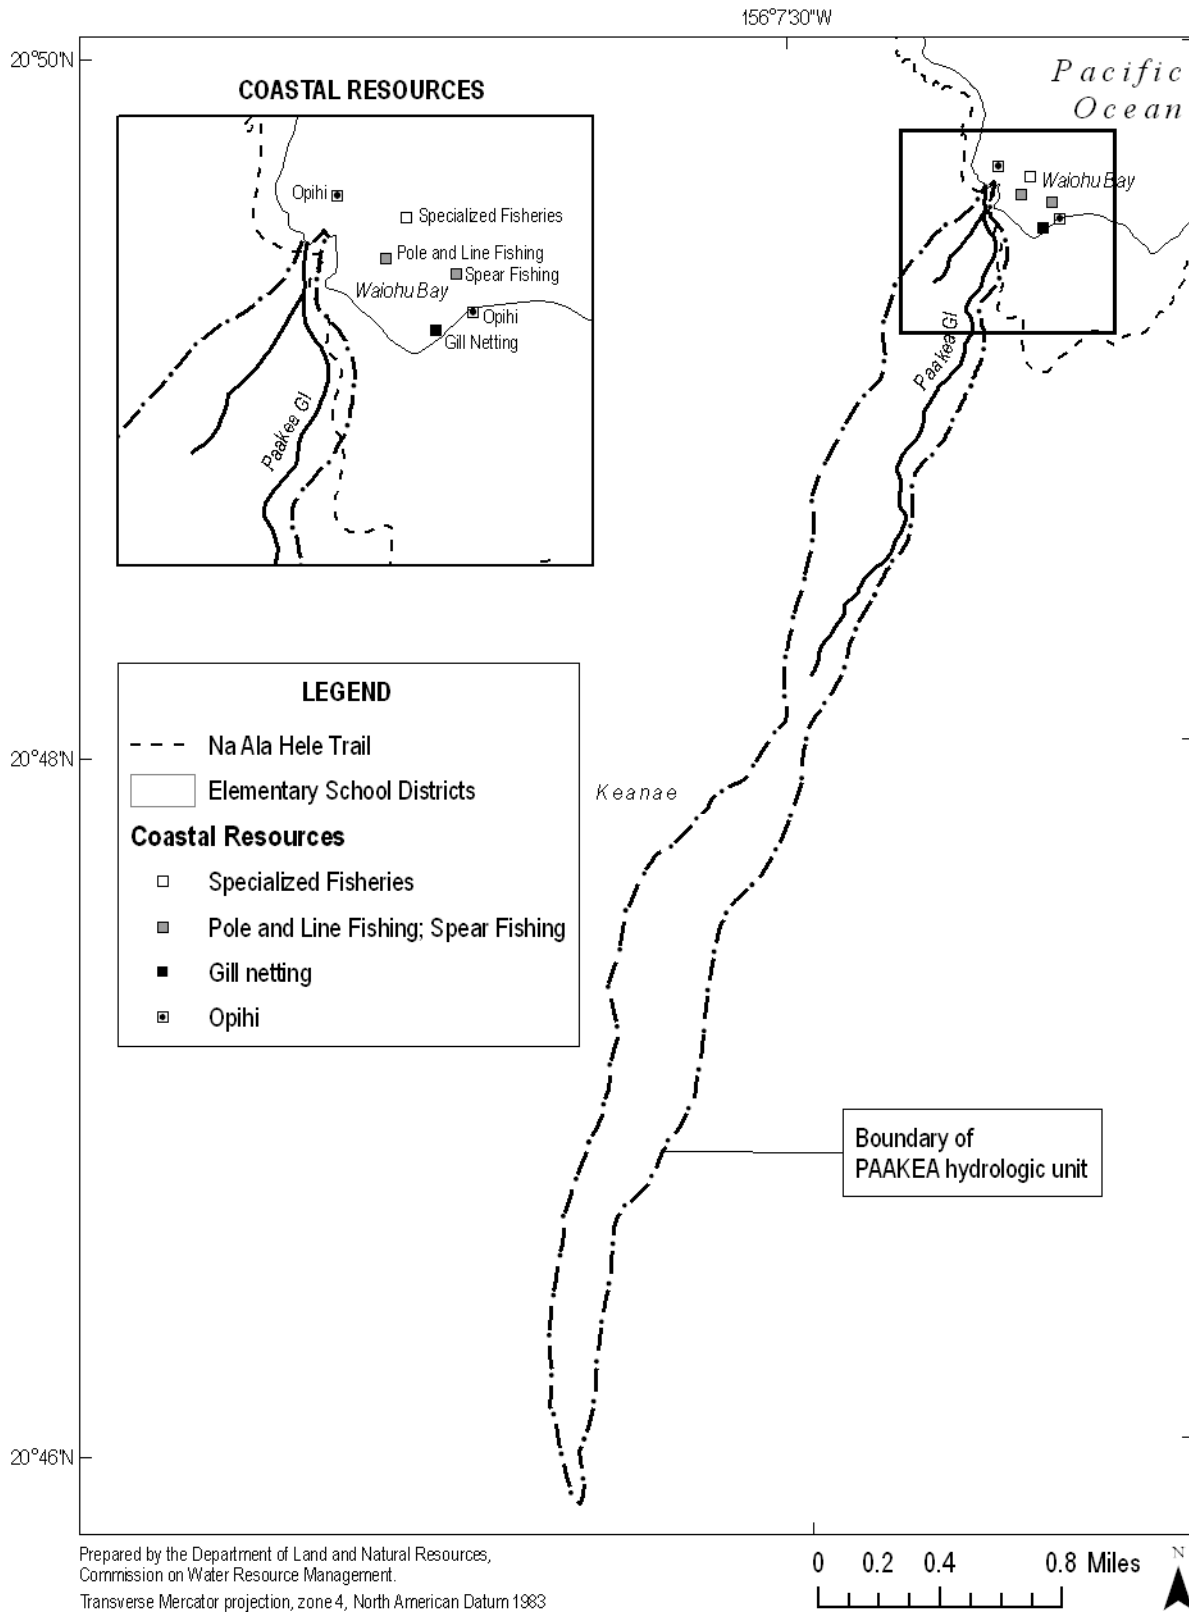 156°7'30"W
20°50'N
Pacific
Ocean
COASTAL RESOURCES
Opihi
Specialized Fisheries
Pole and Line Fishing
Spear Fishing
Waiohu Bay
Opihi
Gill Netting
Paakea Gl
Waiohu Bay
Paakea Gl
LEGEND
Na Ala Hele Trail
Elementary School Districts
Coastal Resources
Specialized Fisheries
Pole and Line Fishing; Spear Fishing
Gill netting
Opihi
20°48'N
Keanae
Boundary of
PAAKEA hydrologic unit
20°46'N
Prepared by the Department of Land and Natural Resources,
Commission on Water Resource Management.
Transverse Mercator projection, zone 4, North American Datum 1983
0 0.2 0.4 0.8 Miles
N